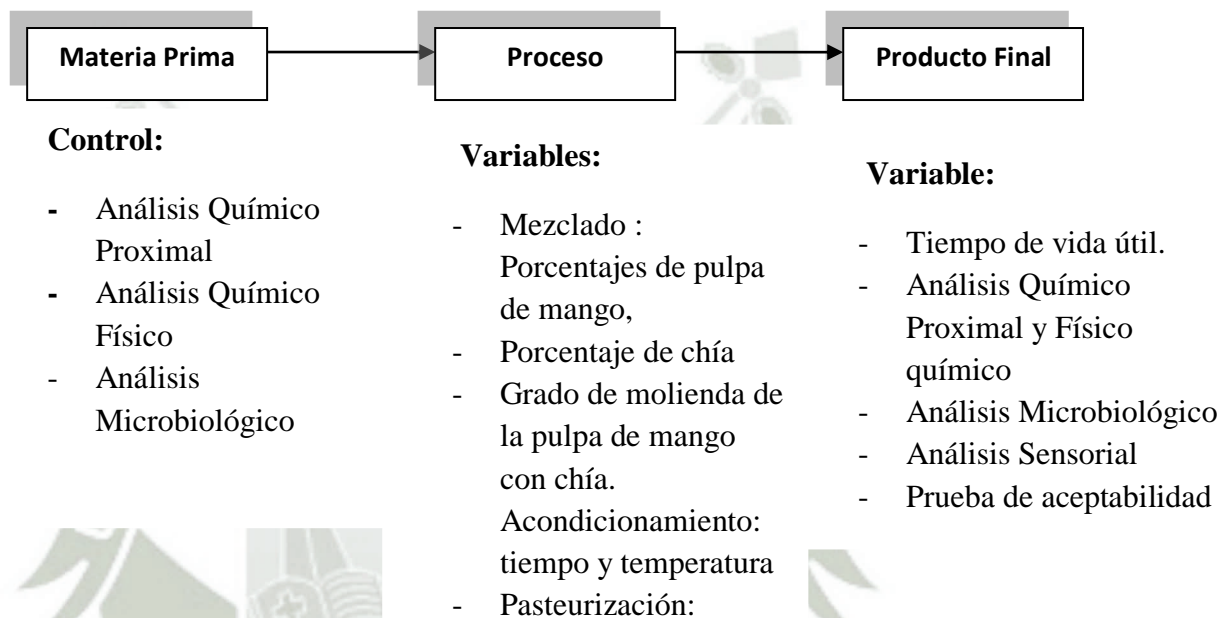 Materia Prima
Proceso
Producto Final
Control:
- Análisis Químico
Proximal
- Análisis Químico
Físico
- Análisis
Microbiológico
Variables:
- Mezclado :
Porcentajes de pulpa
de mango,
- Porcentaje de chía
- Grado de molienda de
la pulpa de mango
con chía.
Acondicionamiento:
tiempo y temperatura
- Pasteurización:
Variable:
- Tiempo de vida útil.
- Análisis Químico
Proximal y Físico
químico
- Análisis Microbiológico
- Análisis Sensorial
- Prueba de aceptabilidad